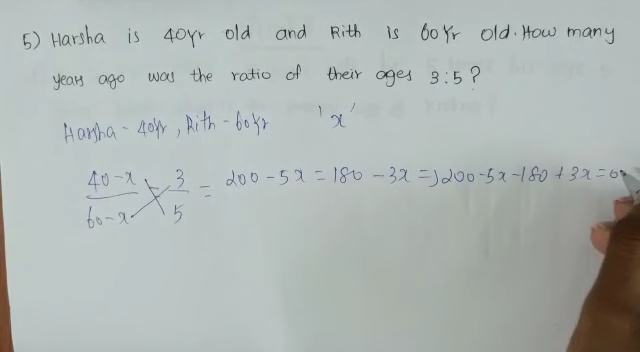 5) Harsha is 40yr old and Rith is 60yr old. How many
years ago was the ratio of their ages 3:5?
Harsha - 40yr, Rith - 60yr 'x'
40-x / 60-x 3 / 5 = 200 - 5x = 180 - 3x => 200-5x-180+3x=0